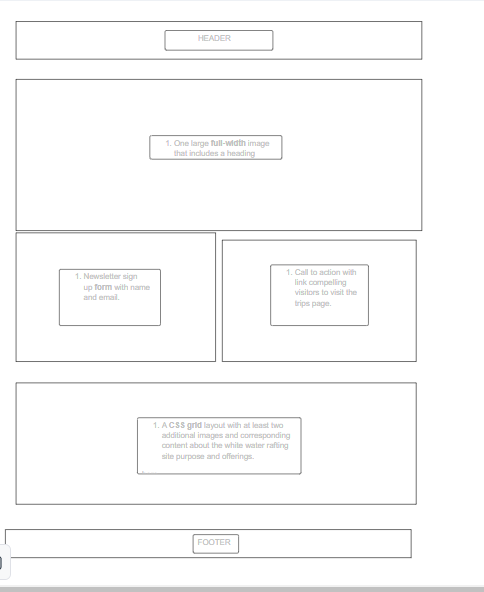 HEADER
1. One large full-width image
that includes a heading
1. Newsletter sign
up form with name
and email.
1. Call to action with
link compelling
visitors to visit the
trips page.
1. A CSS grid layout with at least two
additional images and corresponding
content about the white water rafting
site purpose and offerings.
FOOTER